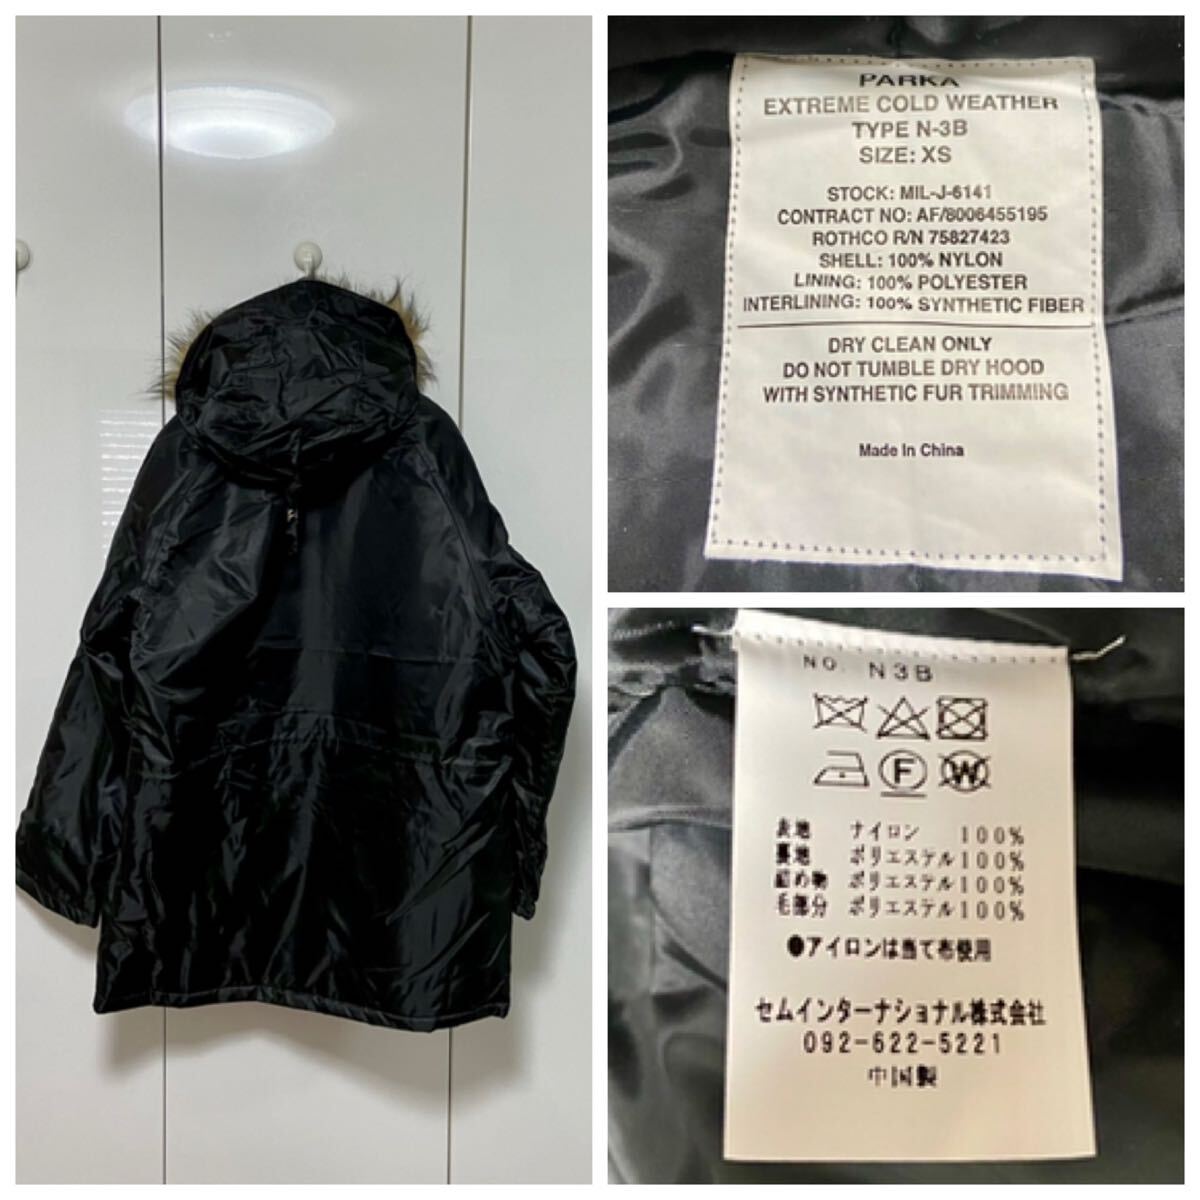 PARKA
EXTREME COLD WEATHER
TYPE N-3B
SIZE: XS
STOCK: MIL-J-6141
CONTRACT NO: AF/8006455195
ROTHCO R/N 75827423
SHELL: 100% NYLON
LINING: 100% POLYESTER
INTERLINING: 100% SYNTHETIC FIBER
DRY CLEAN ONLY
DO NOT TUMBLE DRY HOOD
WITH SYNTHETIC FUR TRIMMING
Made In China
NO. N3B
F W
表地 ナイロン 100%
裏地 ポリエステル100%
詰め物 ポリエステル100%
毛部分 ポリエステル100%
●アイロンは当て布使用
セムインターナショナル株式会社
092-622-5221
中国製